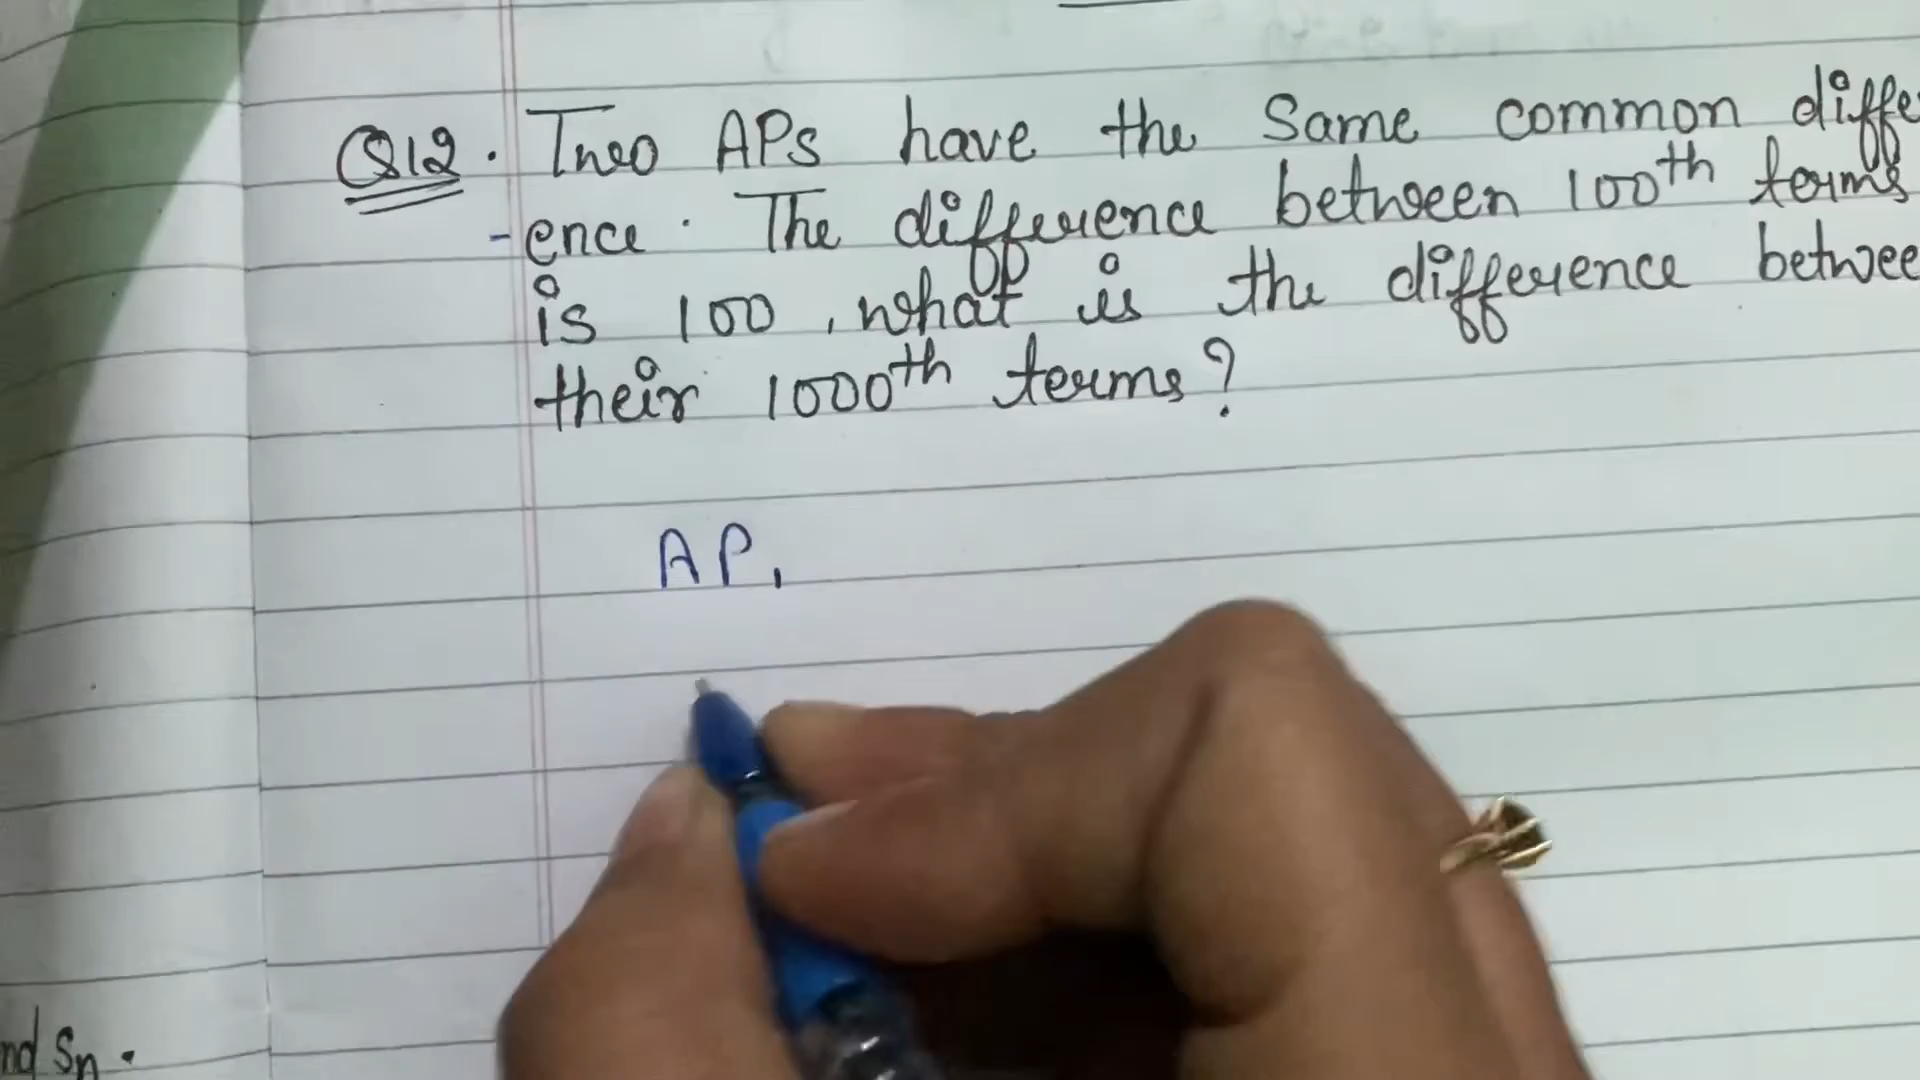 Q12. Two APs have the Same common diffe
-ence. The difference between 100th terms
is 100, what is the difference betwee
their 1000th terms?
AP,
nd Sn.